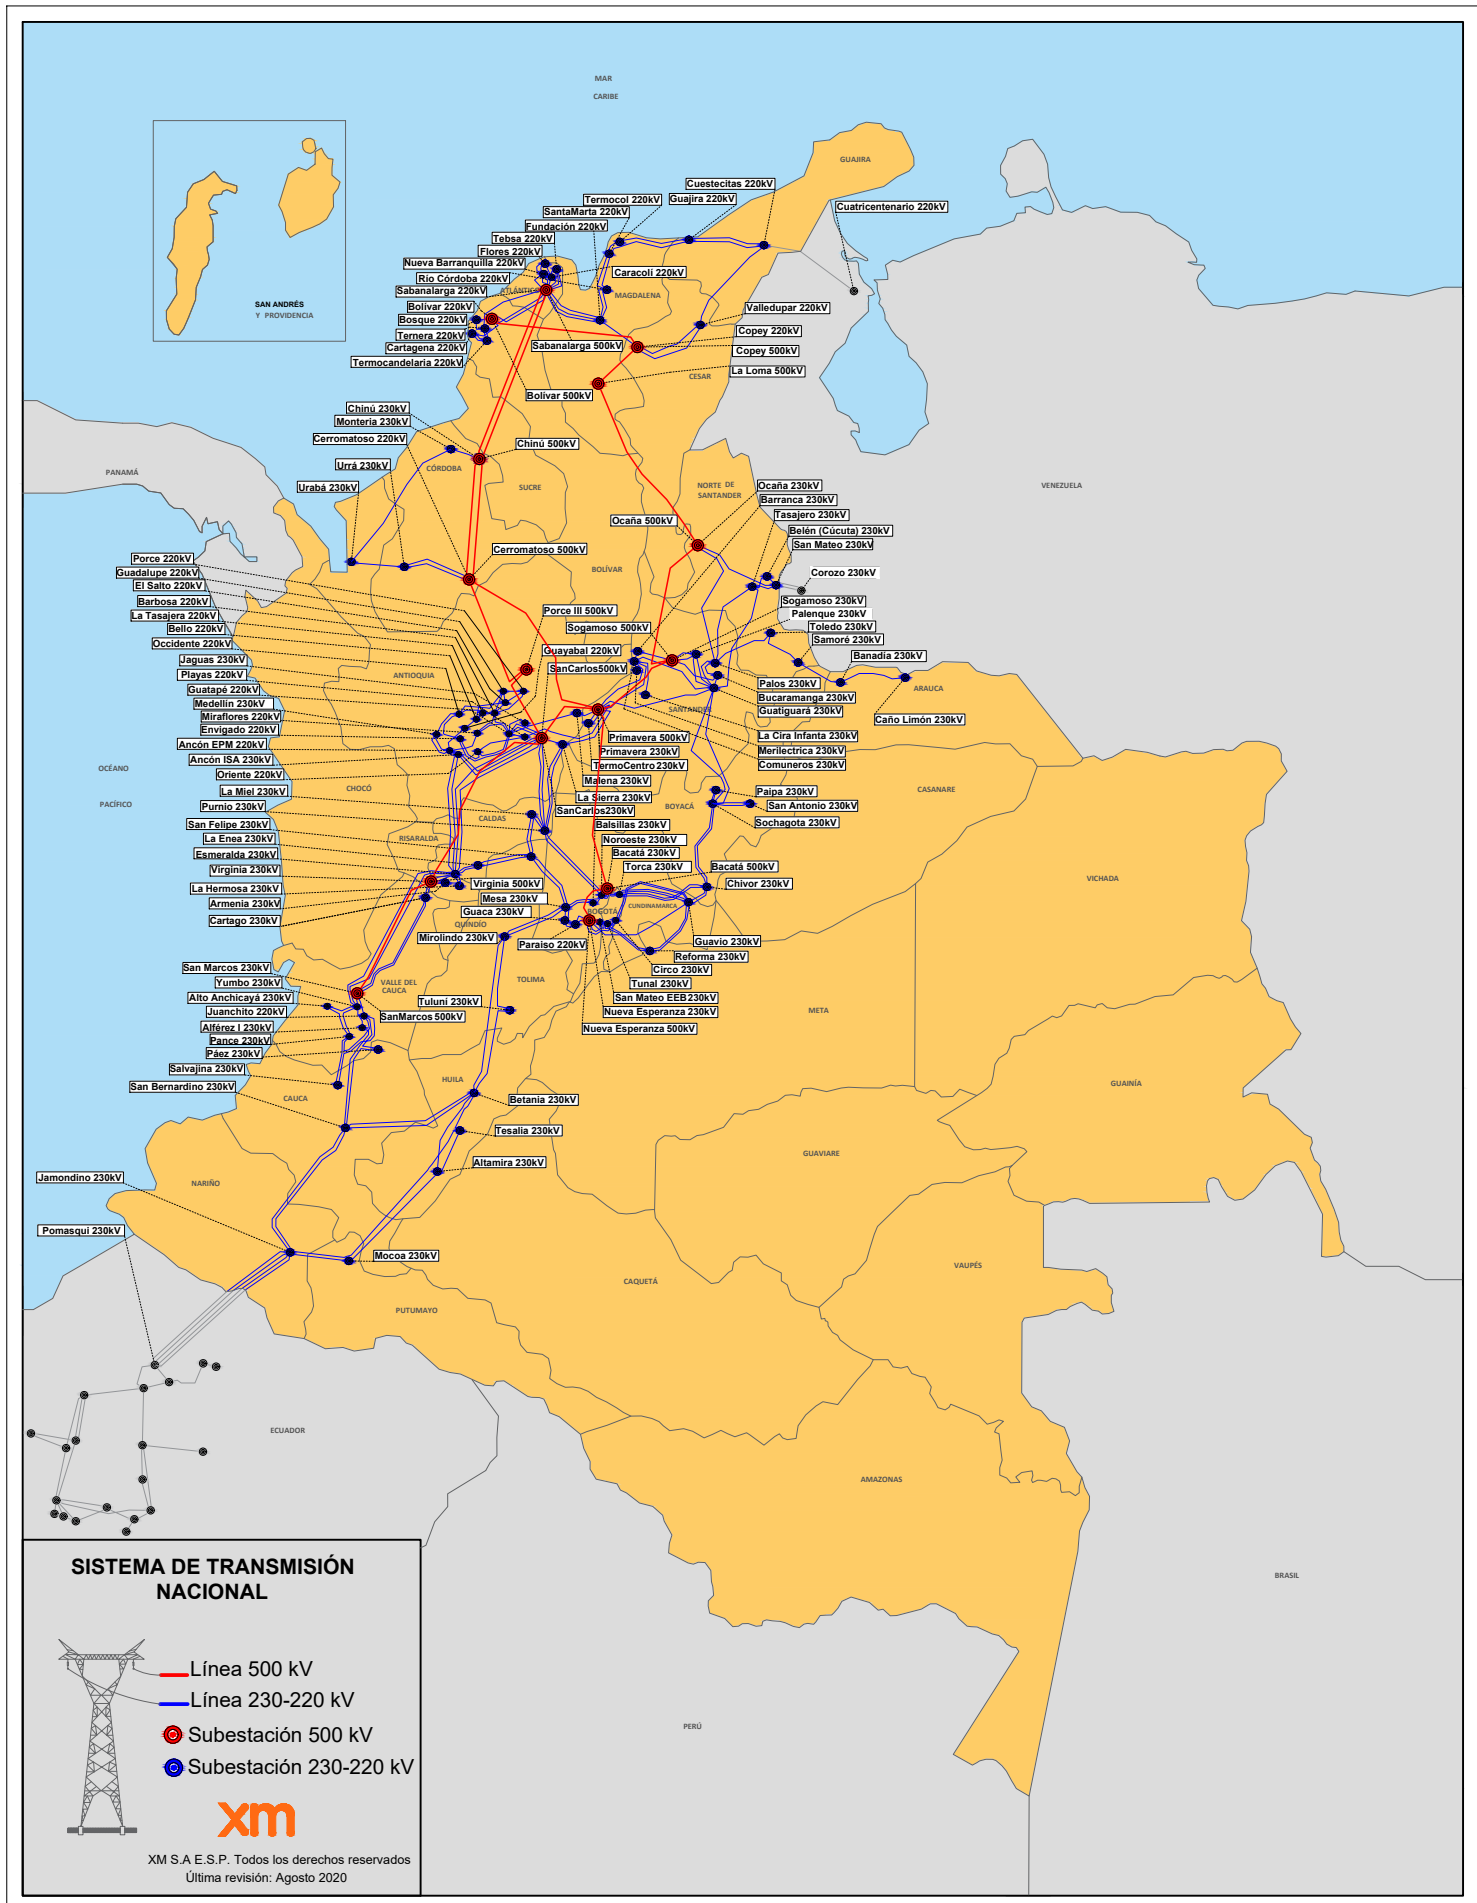 MAR
CARIBE
GUAJIRA
Cuestecitas 220kV
Termocol 220kV
Guajira 220kV
Cuatricentenario 220kV
SantaMarta 220kV
Fundación 220kV
Tebsa 220kV
Flores 220kV
Nueva Barranquilla 220kV
Río Córdoba 220kV
Caracolí 220kV
Sabanalarga 220kV
ATLÁNTICO
MAGDALENA
SAN ANDRÉS
Y PROVIDENCIA
Bolívar 220kV
Bosque 220kV
Ternera 220kV
Cartagena 220kV
Termocandelaria 220kV
Valledupar 220kV
Copey 220kV
Sabanalarga 500kV
Copey 500kV
La Loma 500kV
CESAR
Bolívar 500kV
Chinú 230kV
Monteria 230kV
Cerromatoso 220kV
Chinú 500kV
Urrá 230kV
CÓRDOBA
PANAMÁ
Urabá 230kV
SUCRE
NORTE DE
SANTANDER
VENEZUELA
Ocaña 230kV
Barranca 230kV
Tasajero 230kV
Ocaña 500kV
Belén (Cúcuta) 230kV
San Mateo 230kV
Cerromatoso 500kV
BOLÍVAR
Corozo 230kV
Porce 220kV
Guadalupe 220kV
El Salto 220kV
Barbosa 220kV
La Tasajera 220kV
Bello 220kV
Occidente 220kV
Jaguas 230kV
Playas 220kV
Guatapé 220kV
Medellín 230kV
Miraflores 220kV
Envigado 220kV
Ancón EPM 220kV
Ancón ISA 230kV
Oriente 220kV
La Miel 230kV
Purnio 230kV
San Felipe 230kV
La Enea 230kV
Esmeralda 230kV
Virginia 230kV
La Hermosa 230kV
Armenia 230kV
Cartago 230kV
Porce III 500kV
Sogamoso 500kV
Guayabal 220kV
SanCarlos500kV
Sogamoso 230kV
Palenque 230kV
Toledo 230kV
Samoré 230kV
Banadia 230kV
ANTIOQUIA
Palos 230kV
Bucaramanga 230kV
Guatiguará 230kV
ARAUCA
Caño Limón 230kV
SANTANDER
La Cira Infanta 230kV
Merilectrica 230kV
Comuneros 230kV
Primavera 500kV
Primavera 230kV
TermoCentro 230kV
Malena 230kV
La Sierra 230kV
SanCarlos230kV
OCÉANO
PACÍFICO
CHOCÓ
CASANARE
BOYACÁ
Paipa 230kV
San Antonio 230kV
Sochagota 230kV
CALDAS
RISARALDA
Balsillas 230kV
Noroeste 230kV
Bacatá 230kV
Torca 230kV
Bacatá 500kV
Chivor 230kV
VICHADA
Virginia 500kV
Mesa 230kV
Guaca 230kV
BOGOTÁ
CUNDINAMARCA
QUINDÍO
Mirolindo 230kV
Paraiso 220kV
Guavio 230kV
Reforma 230kV
Circo 230kV
Tunal 230kV
San Mateo EEB230kV
Nueva Esperanza 230kV
Nueva Esperanza 500kV
San Marcos 230kV
Yumbo 230kV
Alto Anchicayá 230kV
Juanchito 220kV
Alférez I 230kV
Pance 230kV
Páez 230kV
Salvajina 230kV
San Bernardino 230kV
VALLE DEL
CAUCA
TOLIMA
Tuluní 230kV
SanMarcos 500kV
META
HUILA
GUAINÍA
CAUCA
Betania 230kV
Tesalia 230kV
Altamira 230kV
GUAVIARE
Jamondino 230kV
NARIÑO
Pomasqui 230kV
Mocoa 230kV
VAUPÉS
CAQUETÁ
PUTUMAYO
ECUADOR
AMAZONAS
BRASIL
PERÚ
SISTEMA DE TRANSMISIÓN
NACIONAL
Línea 500 kV
Línea 230-220 kV
Subestación 500 kV
Subestación 230-220 kV
xm
XM S.A E.S.P. Todos los derechos reservados
Última revisión: Agosto 2020